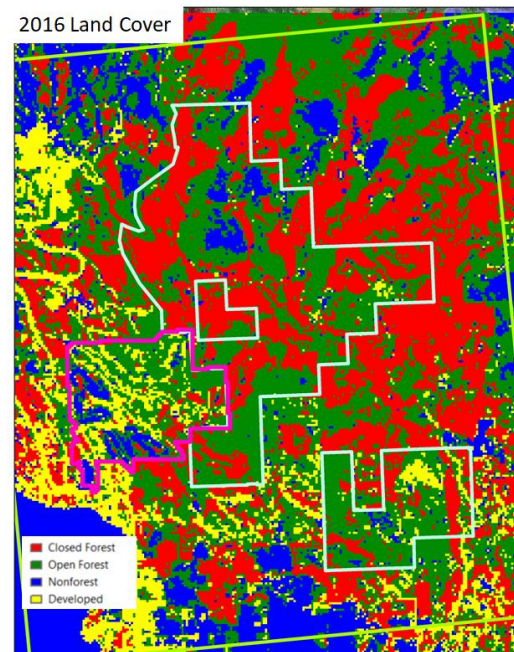 2016 Land Cover
Closed Forest
Open Forest
Nonforest
Developed